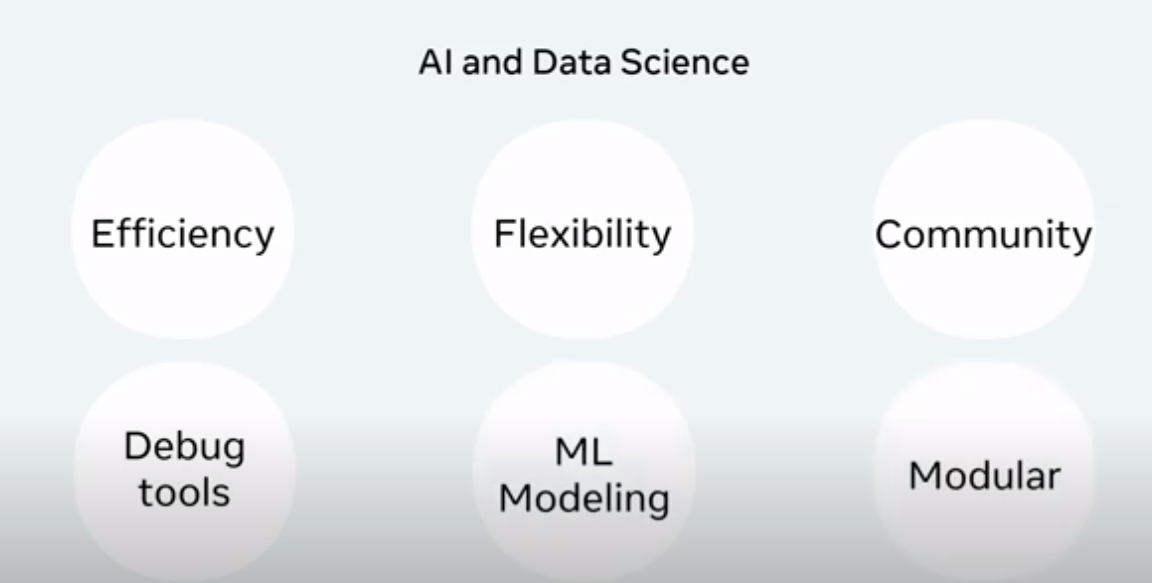 AI and Data Science
Efficiency
Flexibility
Community
Debug
tools
ML
Modeling
Modular